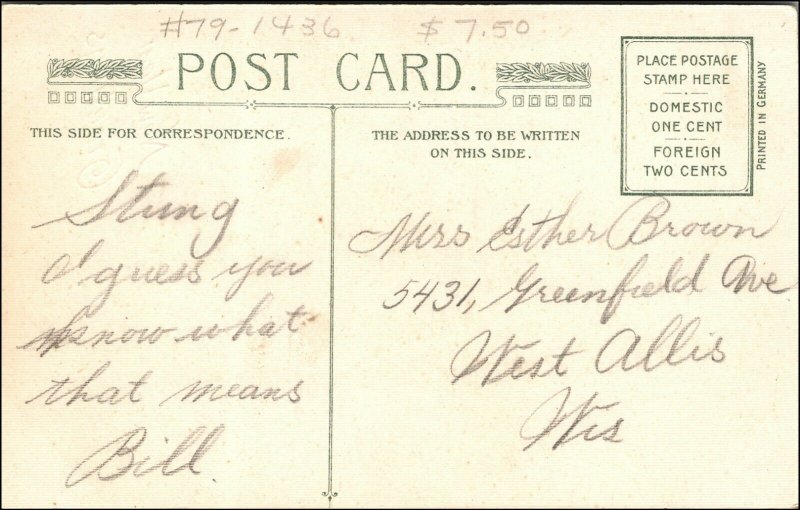 #79-1436 $7.50
POST CARD.
PLACE POSTAGE
STAMP HERE
DOMESTIC
ONE CENT
FOREIGN
TWO CENTS
PRINTED IN GERMANY
THIS SIDE FOR CORRESPONDENCE.
THE ADDRESS TO BE WRITTEN
ON THIS SIDE.
Stung
I guess you
know what
that means
Bill.
Miss Esther Brown
5431, Greenfield Ave
West Allis
Wis